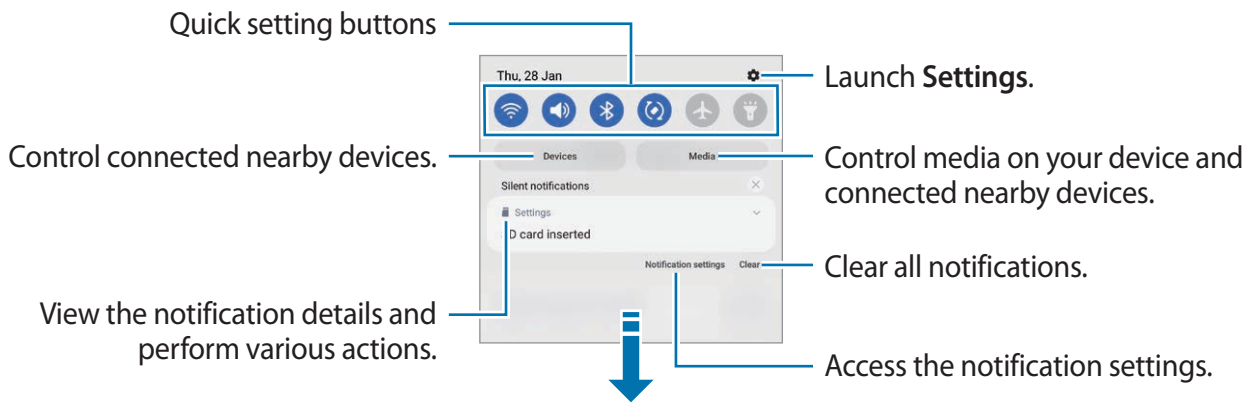 Quick setting buttons
Thu, 28 Jan
Launch Settings.
Control connected nearby devices.
Devices
Media
Control media on your device and
connected nearby devices.
Silent notifications
Settings
D card inserted
Notification settings
Clear
Clear all notifications.
View the notification details and
perform various actions.
Access the notification settings.